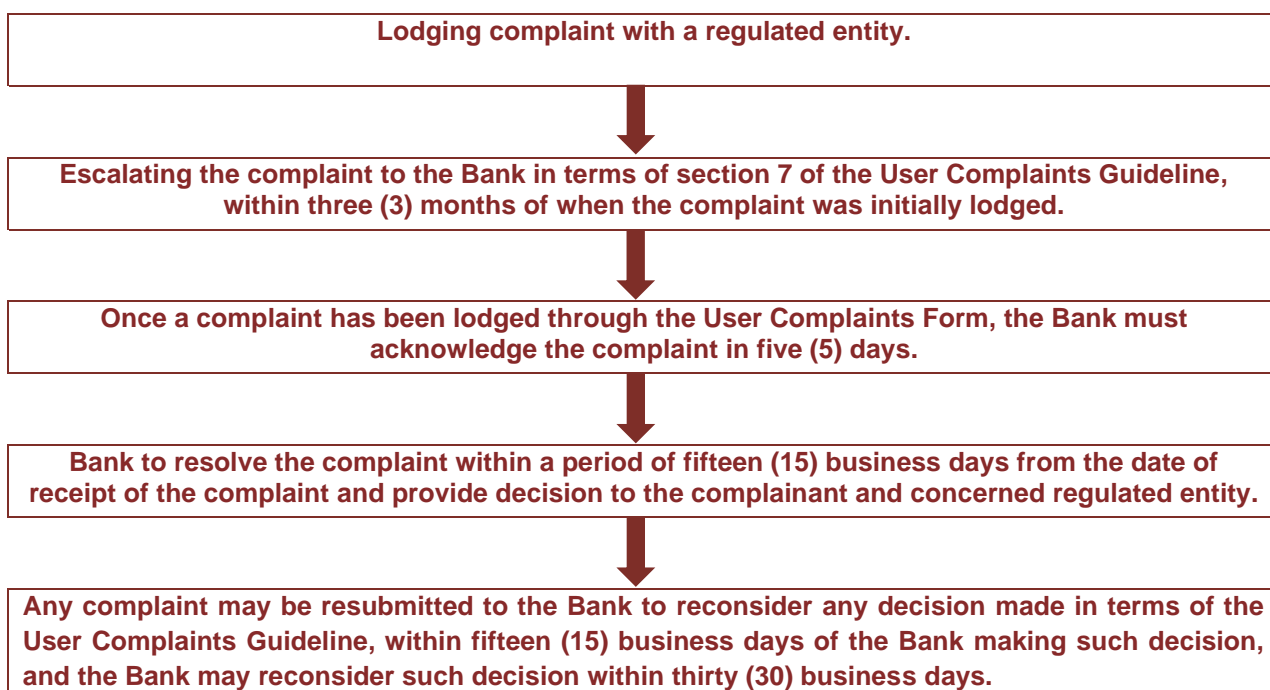 Lodging complaint with a regulated entity.
Escalating the complaint to the Bank in terms of section 7 of the User Complaints Guideline,
within three (3) months of when the complaint was initially lodged.
Once a complaint has been lodged through the User Complaints Form, the Bank must
acknowledge the complaint in five (5) days.
Bank to resolve the complaint within a period of fifteen (15) business days from the date of
receipt of the complaint and provide decision to the complainant and concerned regulated entity.
Any complaint may be resubmitted to the Bank to reconsider any decision made in terms of the
User Complaints Guideline, within fifteen (15) business days of the Bank making such decision,
and the Bank may reconsider such decision within thirty (30) business days.